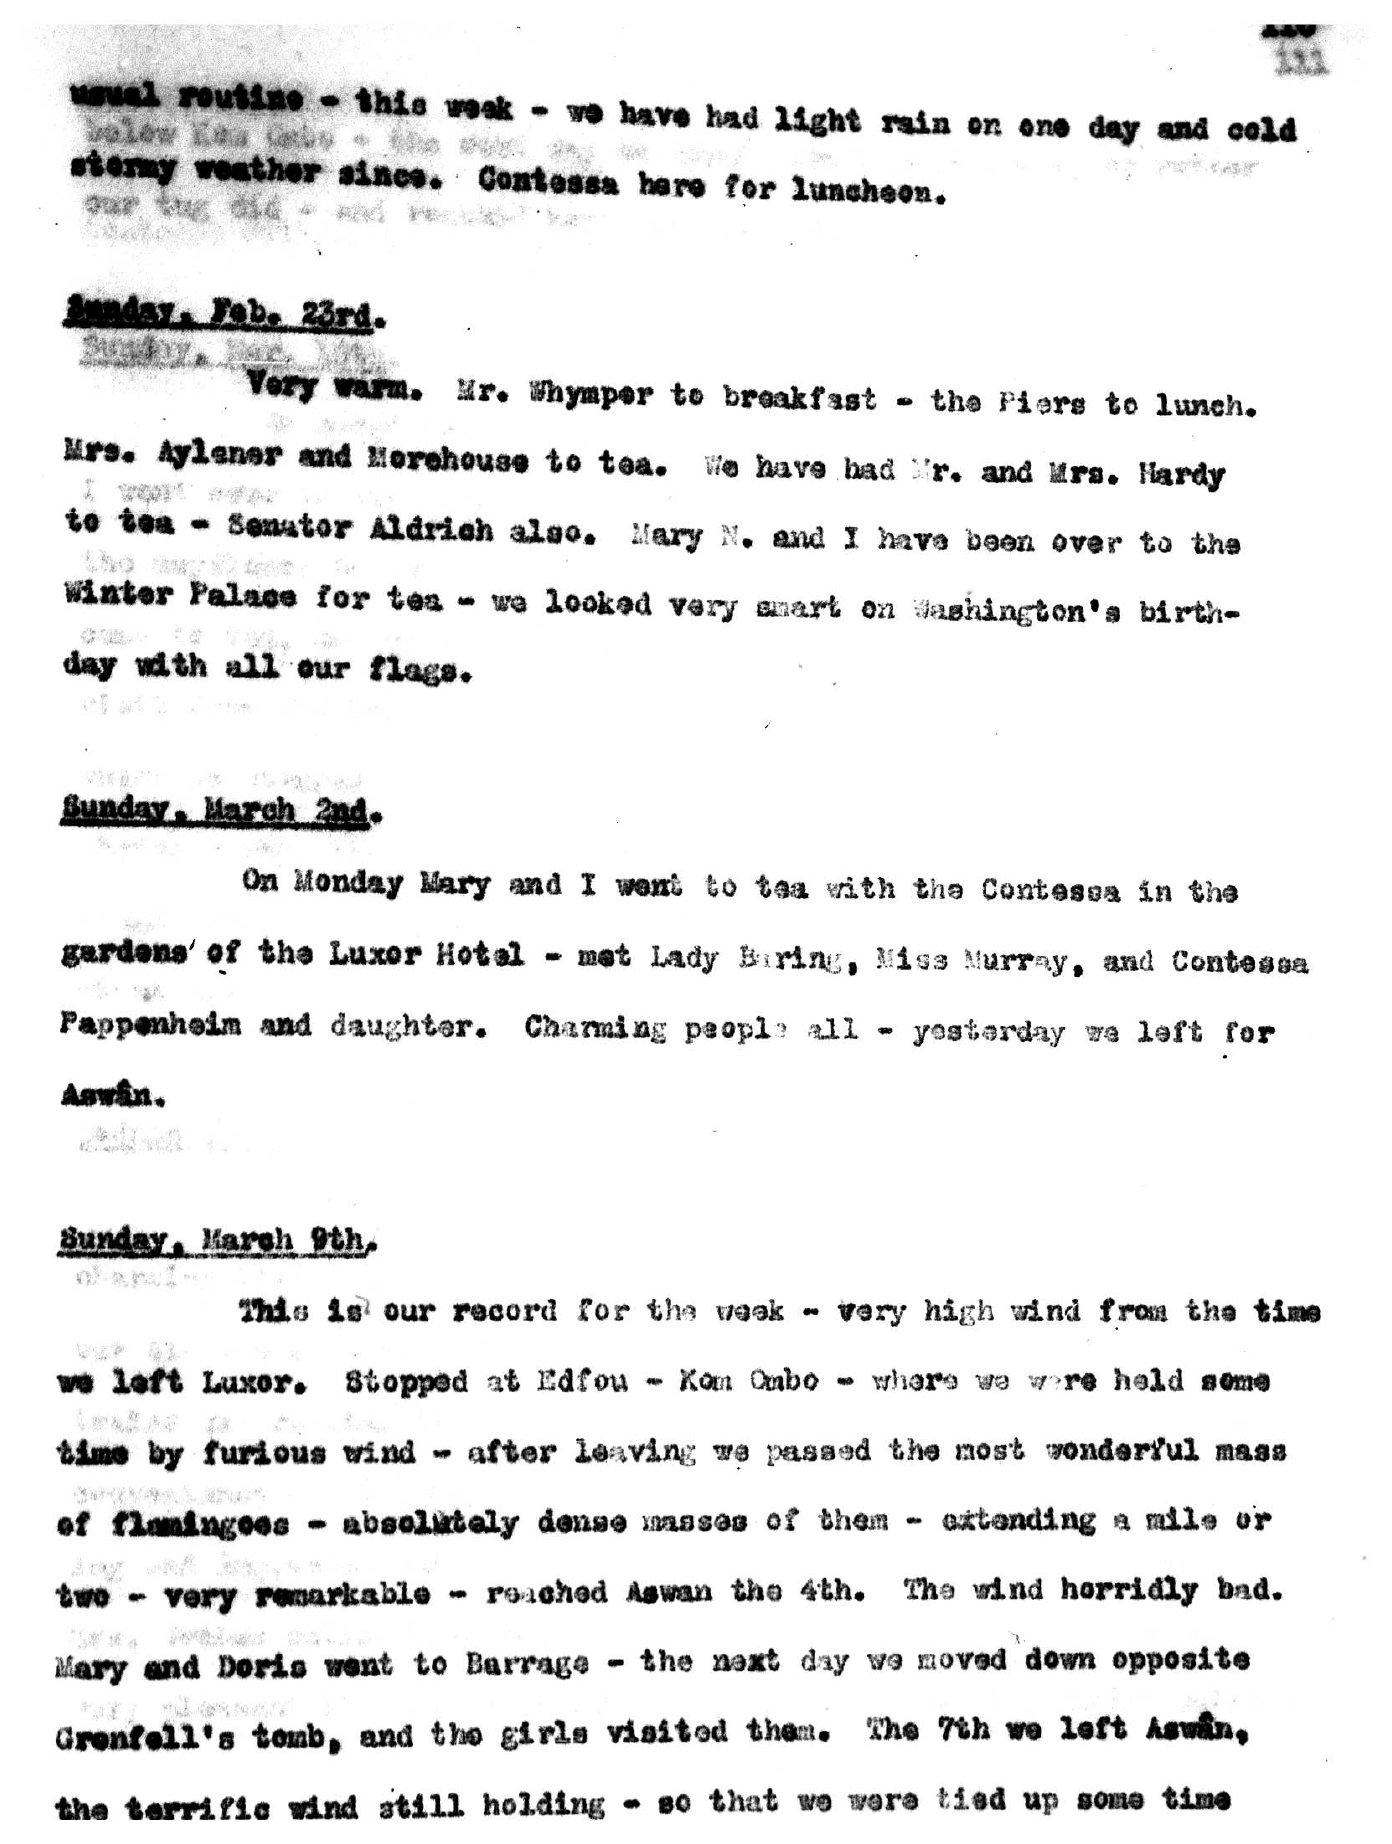 usual routine - this week - we have had light rain on one day and cold
stormy weather since. Contessa here for luncheon.
Sunday, Feb. 23rd.
Very warm. Mr. Whymper to breakfast - the Piers to lunch.
Mrs. Aylener and Morehouse to tea. We have had Mr. and Mrs. Hardy
to tea - Senator Aldrich also. Mary N. and I have been over to the
Winter Palace for tea - we looked very smart on Washington's birth-
day with all our flags.
Sunday, March 2nd.
On Monday Mary and I went to tea with the Contessa in the
gardens of the Luxor Hotel - met Lady Baring, Miss Murray, and Contessa
Pappenheim and daughter. Charming people all - yesterday we left for
Aswân.
Sunday, March 9th.
This is our record for the week - very high wind from the time
we left Luxor. Stopped at Edfou - Kom Ombo - where we were held some
time by furious wind - after leaving we passed the most wonderful mass
of flamingoes - absolutely dense masses of them - extending a mile or
two - very remarkable - reached Aswan the 4th. The wind horridly bad.
Mary and Doris went to Barrage - the next day we moved down opposite
Grenfell's tomb, and the girls visited them. The 7th we left Aswân,
the terrific wind still holding - so that we were tied up some time